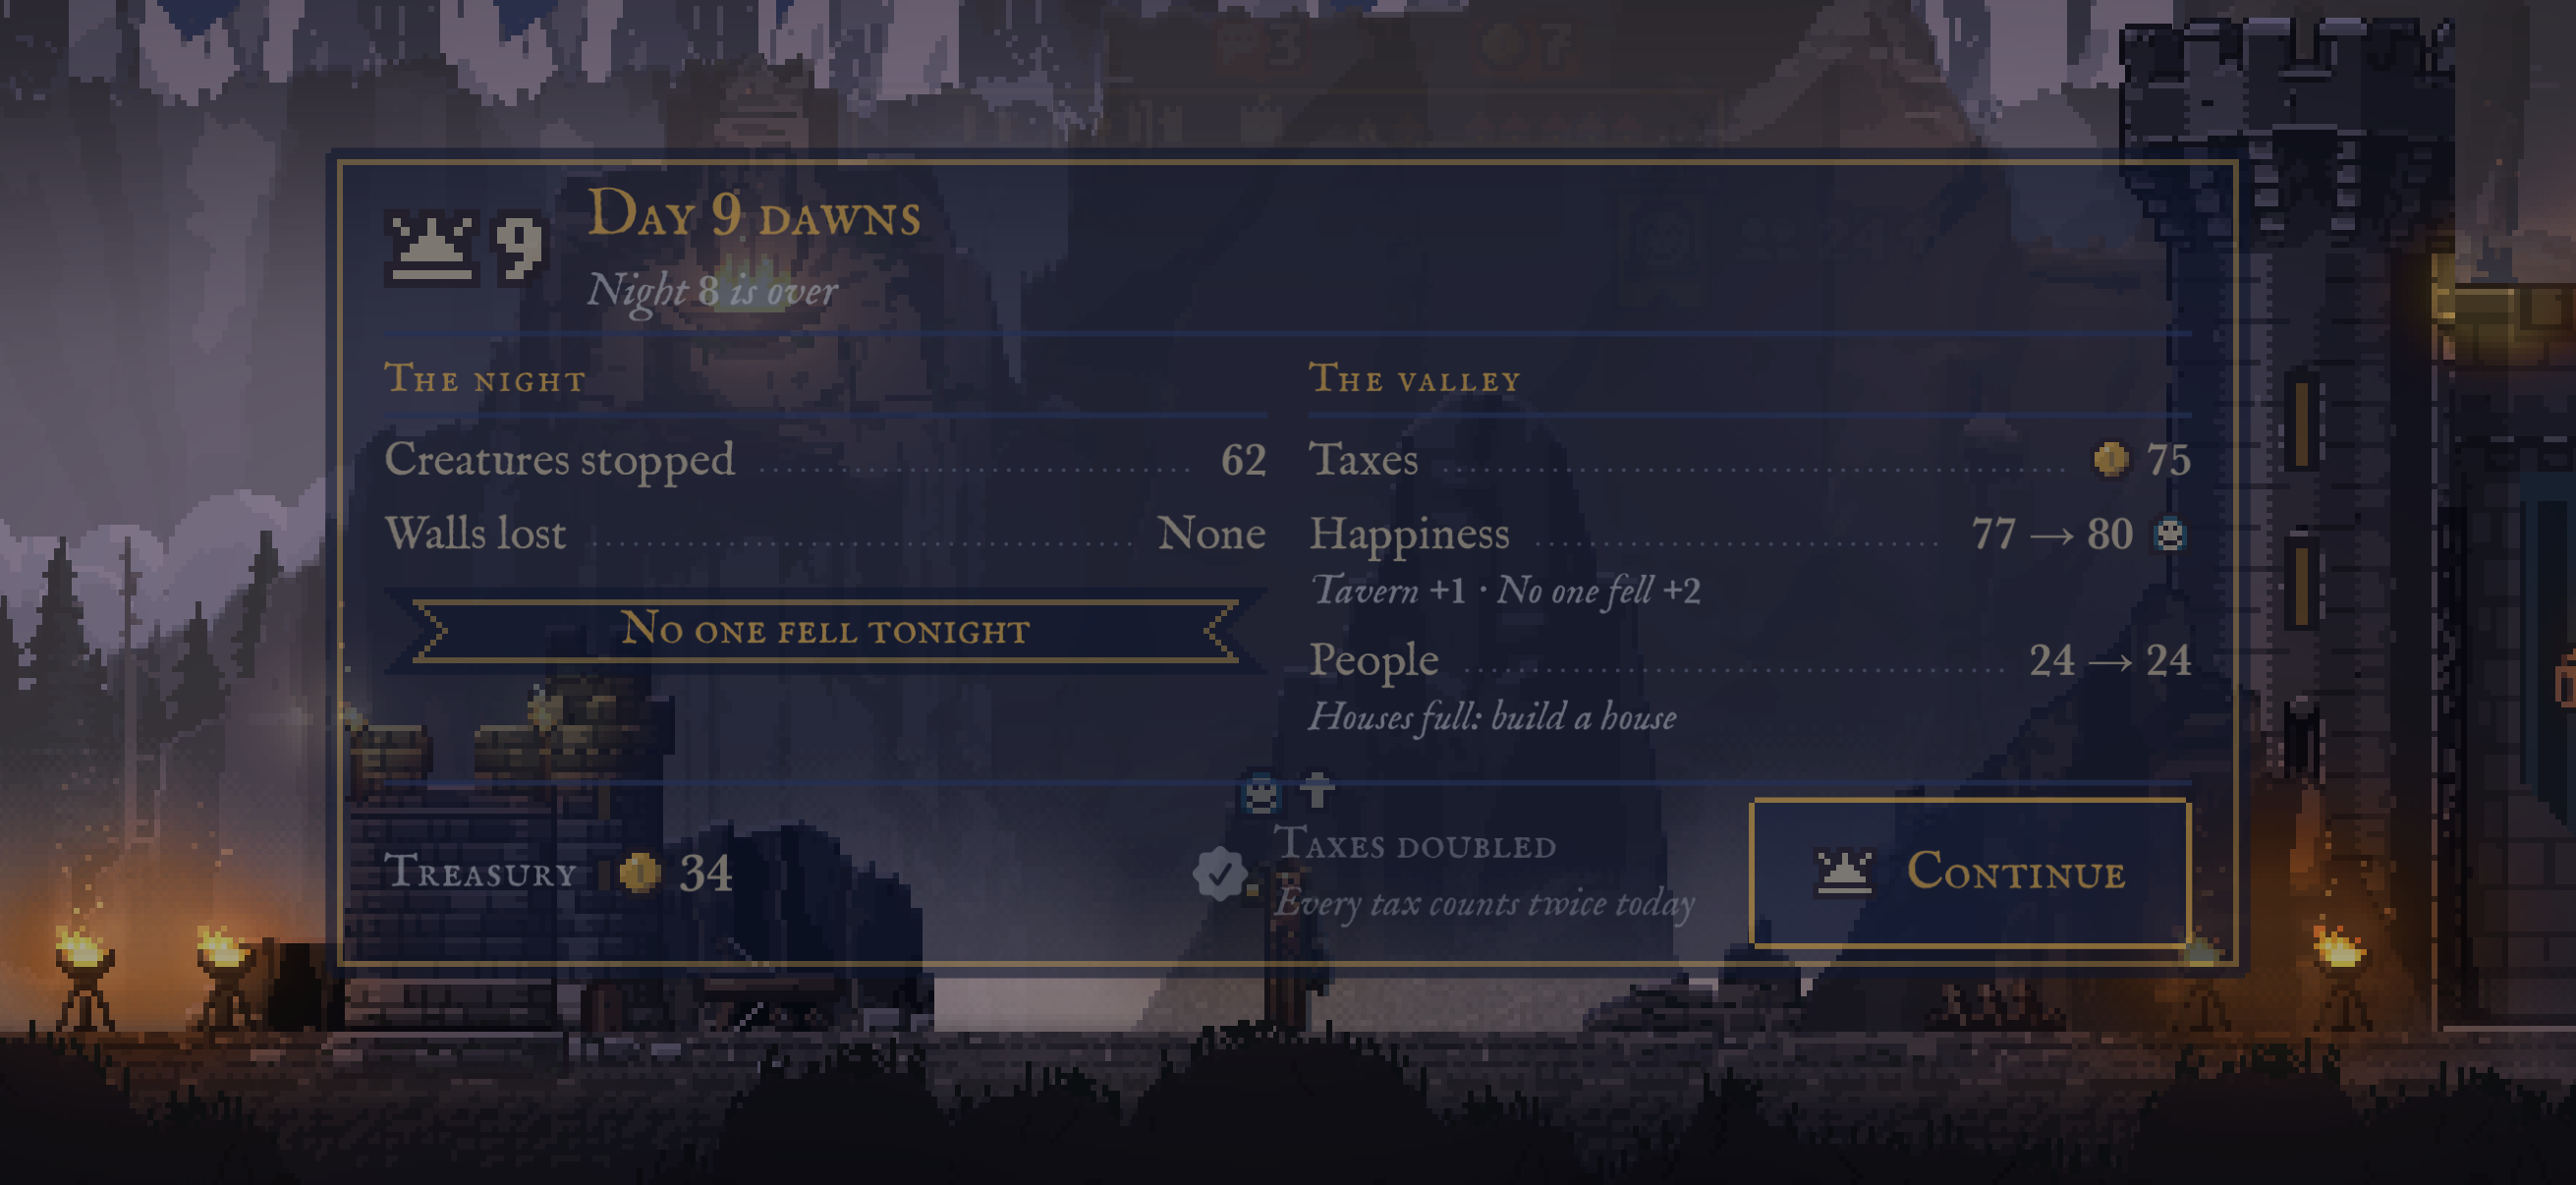 3 7
9
Day 9 dawns
Night 8 is over
The night
Creatures stopped 62
Walls lost None
No one fell tonight
The valley
Taxes 75
Happiness 77 → 80
Tavern +1 · No one fell +2
People 24 → 24
Houses full: build a house
Treasury 34
Taxes doubled
Every tax counts twice today
Continue